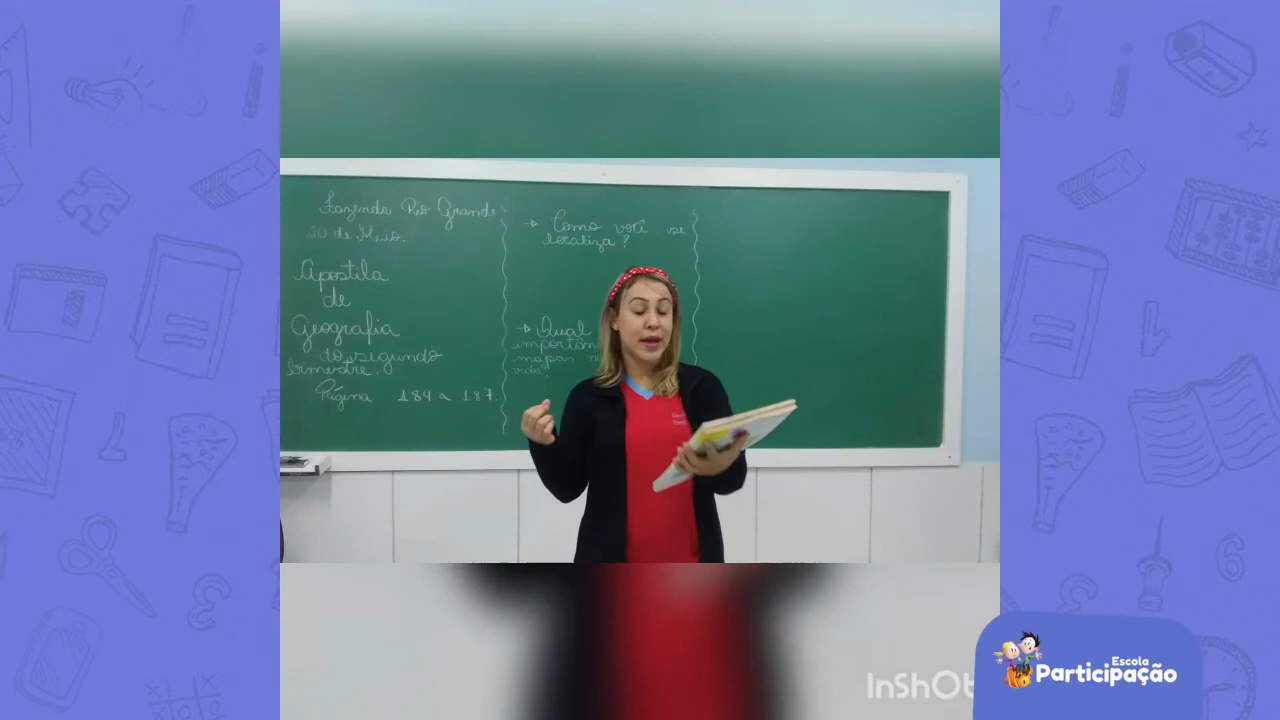 Fazenda Rio Grande
20 de Maio.
Apostila
de
Geografia
do segundo
bimestre.
Página 184 a 187.
→ Como você se
localiza?
→ Qual
importân
mapas n
vida?
InShOt
Escola
Participação